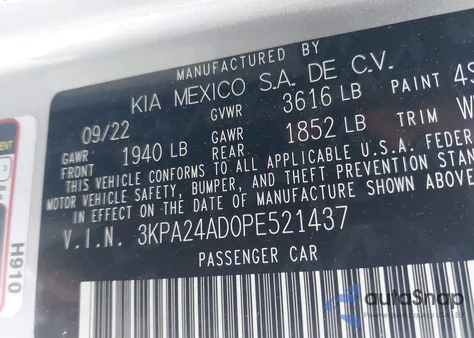 MANUFACTURED BY
KIA MEXICO S.A. DE C.V.
09/22 GVWR 3616 LB PAINT 4S
GAWR FRONT 1940 LB GAWR REAR 1852 LB TRIM W
THIS VEHICLE CONFORMS TO ALL APPLICABLE U.S.A. FEDER
MOTOR VEHICLE SAFETY, BUMPER, AND THEFT PREVENTION STAN
IN EFFECT ON THE DATE OF MANUFACTURE SHOWN ABOVE
V.I.N. 3KPA24AD0PE521437
PASSENGER CAR
H910
autoSnap